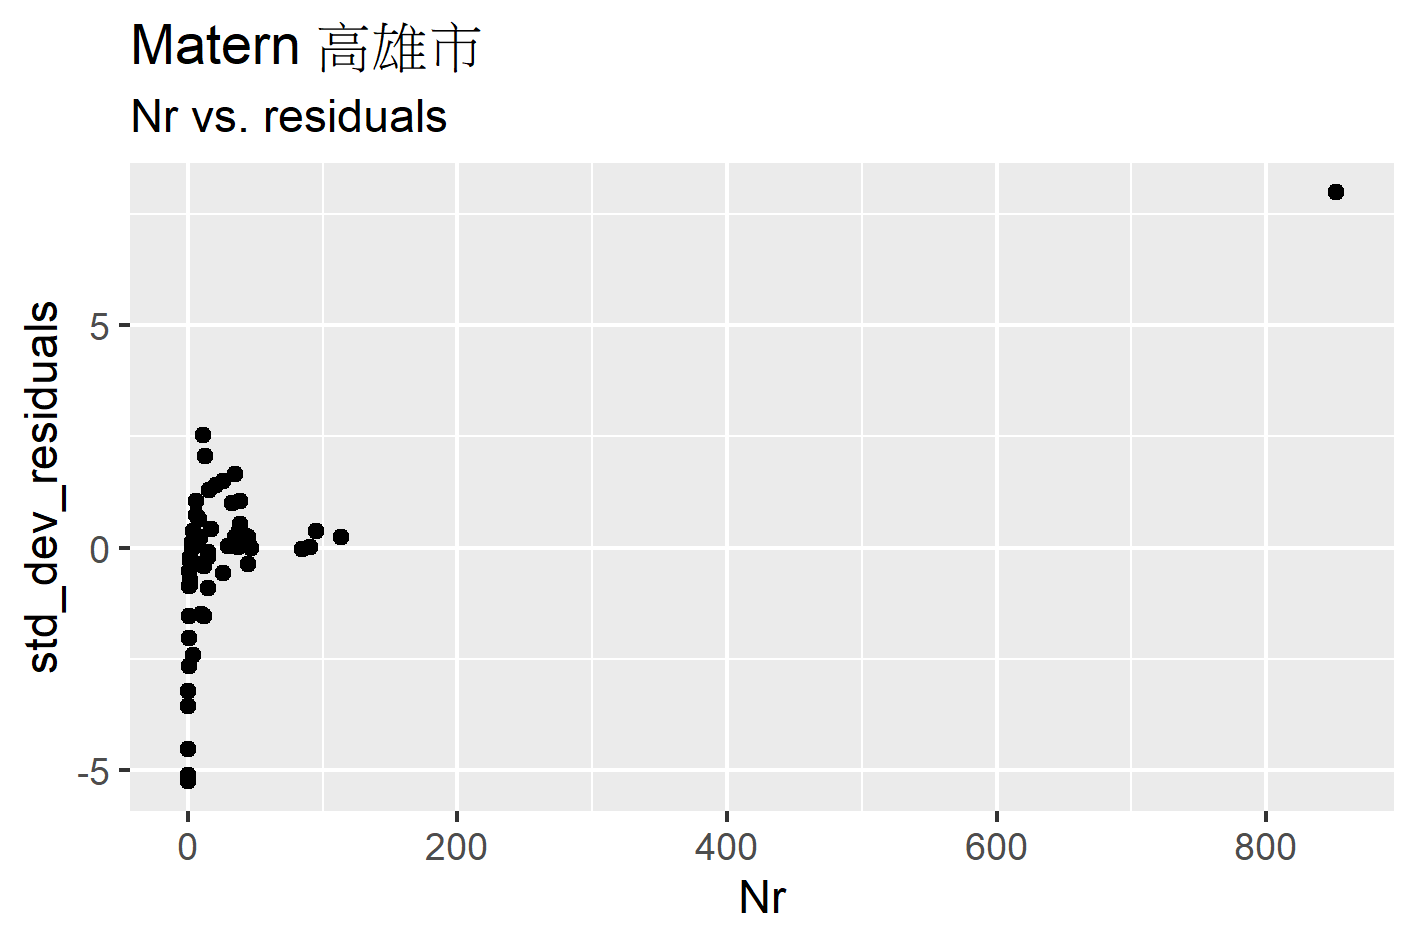 Matern 高雄市
Nr vs. residuals
std_dev_residuals
5
0
-5
0 200 400 600 800
Nr